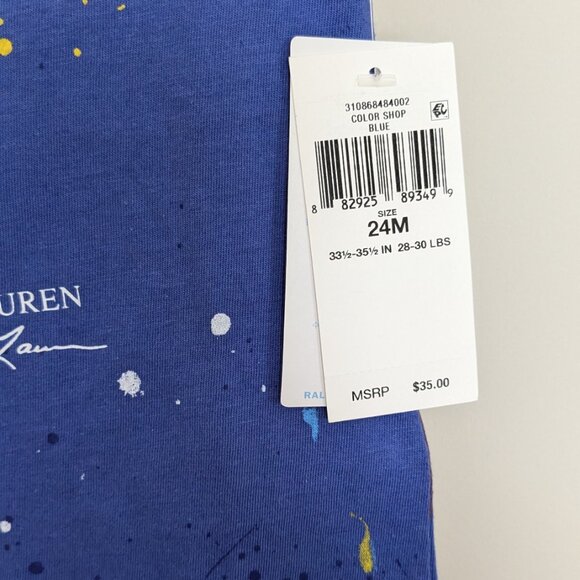 310868484002
COLOR SHOP
BLUE
8 82925 89349 9
SIZE
24M
33½-35½ IN 28-30 LBS
MSRP $35.00
UREN
RAL